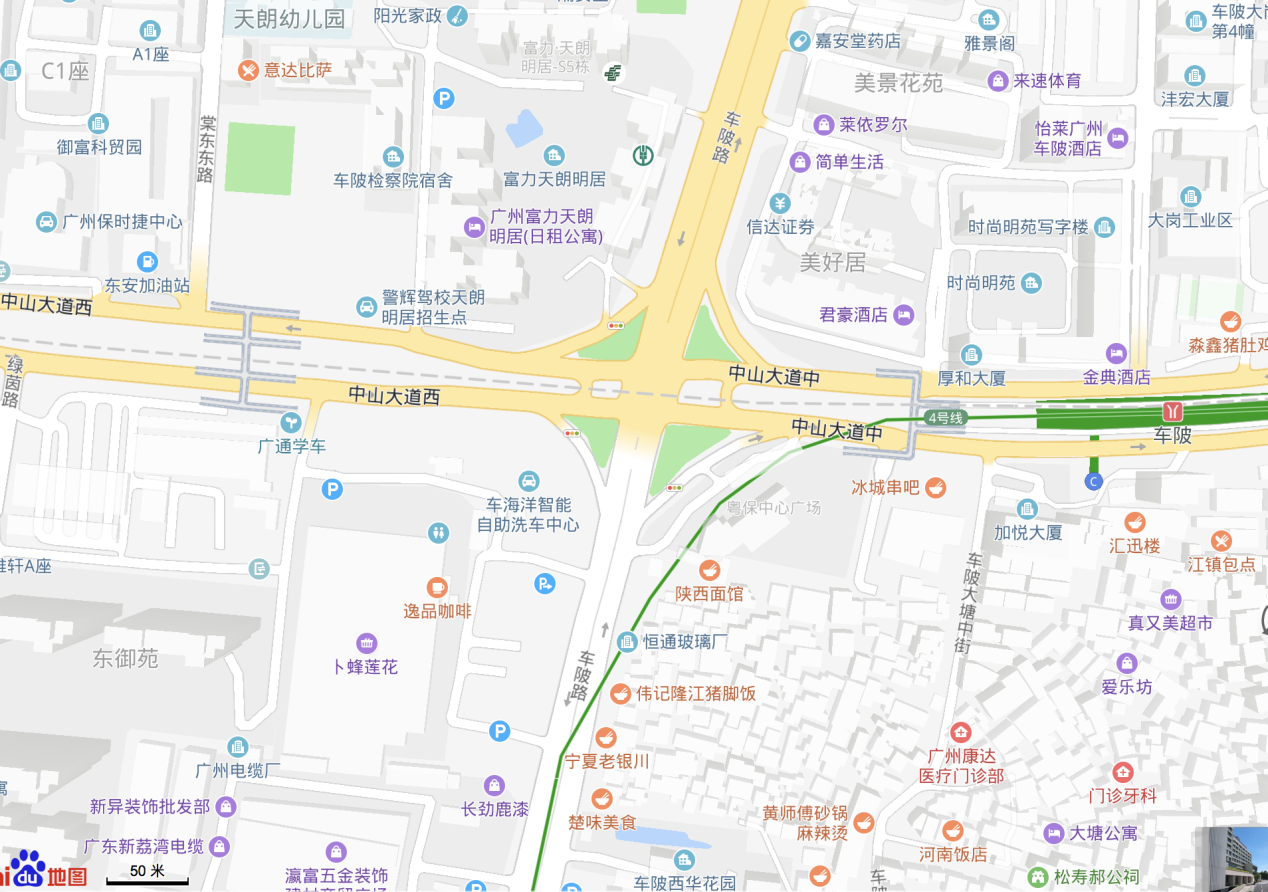 天朗幼儿园
阳光家政
车陂大岗
第4幢
A1座
C1座
意达比萨
富力·天朗
明居-S5栋
嘉安堂药店
雅景阁
美景花苑
来速体育
沣宏大厦
御富科贸园
棠东东路
车陂路
莱依罗尔
怡莱广州
车陂酒店
简单生活
车陂检察院宿舍
富力天朗明居
广州保时捷中心
广州富力天朗
明居(日租公寓)
信达证券
时尚明苑写字楼
大岗工业区
美好居
东安加油站
时尚明苑
中山大道西
警辉驾校天朗
明居招生点
君豪酒店
淼鑫猪肚鸡
绿茵路
中山大道西
中山大道中
厚和大厦
金典酒店
中山大道中
4号线
车陂
广通学车
P
C
车海洋智能
自助洗车中心
冰城串吧
粤保中心广场
加悦大厦
汇迅楼
江镇包点
雅轩A座
逸品咖啡
陕西面馆
车陂大塘中街
真又美超市
东御苑
卜蜂莲花
恒通玻璃厂
车陂路
伟记隆江猪脚饭
爱乐坊
P
P
广州电缆厂
宁夏老银川
广州康达
医疗门诊部
门诊牙科
新异装饰批发部
长劲鹿漆
楚味美食
黄师傅砂锅
麻辣烫
大塘公寓
广东新荔湾电缆
河南饭店
du
地图
50 米
瀛富五金装饰
车陂西华花园
松寿郝公祠